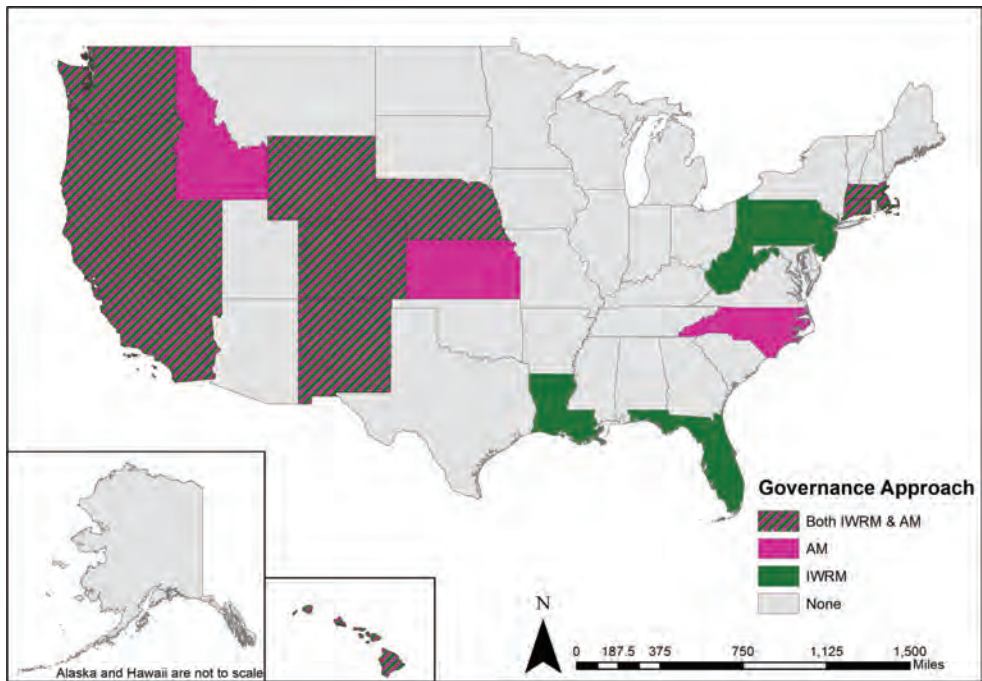 Governance Approach
Both IWRM & AM
AM
IWRM
None
N
0 187.5 375 750 1,125 1,500
Miles
Alaska and Hawaii are not to scale